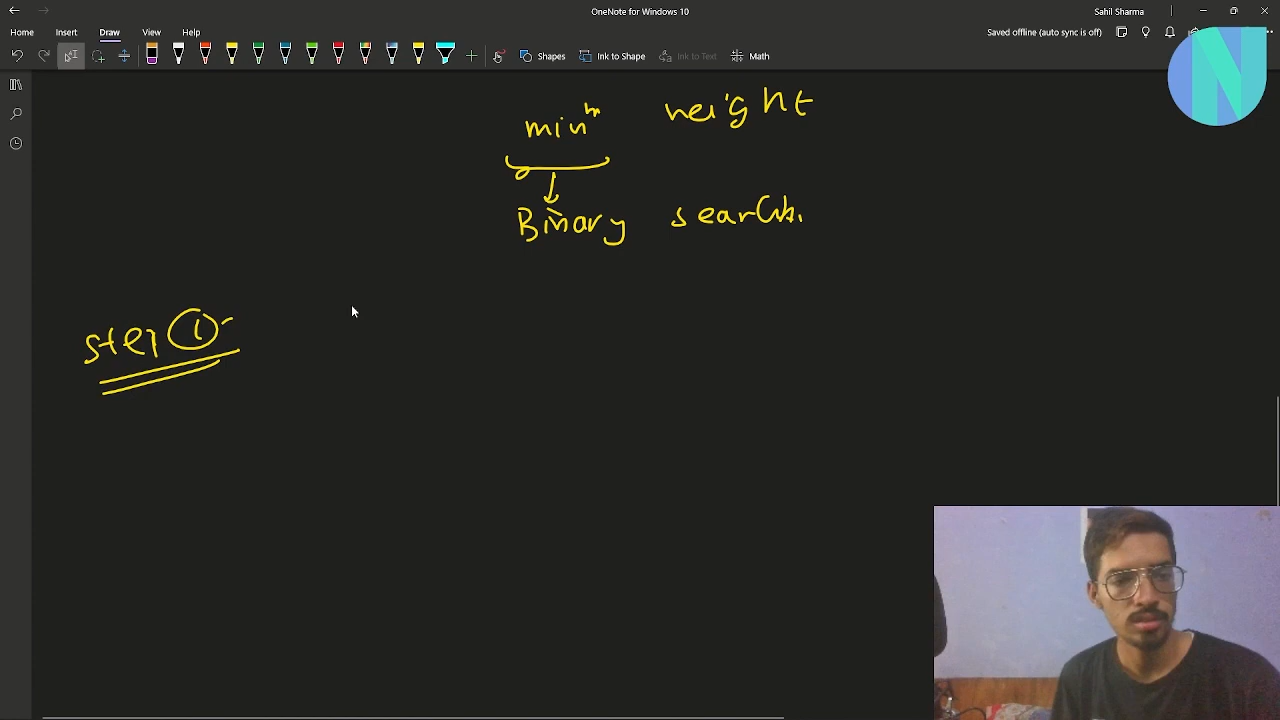 OneNote for Windows 10
Sahil Sharma
Home Insert Draw View Help
Saved offline (auto sync is off)
Shapes Ink to Shape Ink to Text Math
minᵐ height
Binary
step ① -
N